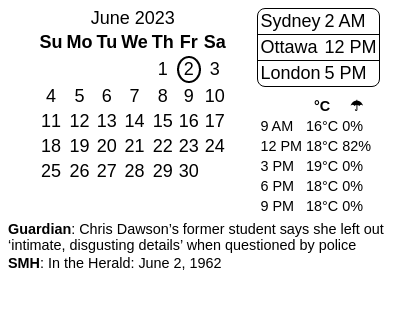 June 2023
Su Mo Tu We Th Fr Sa
1 2 3
4 5 6 7 8 9 10
11 12 13 14 15 16 17
18 19 20 21 22 23 24
25 26 27 28 29 30
Sydney 2 AM
Ottawa 12 PM
London 5 PM
°C ☂
9 AM 16°C 0%
12 PM 18°C 82%
3 PM 19°C 0%
6 PM 18°C 0%
9 PM 18°C 0%
Guardian: Chris Dawson’s former student says she left out
‘intimate, disgusting details’ when questioned by police
SMH: In the Herald: June 2, 1962